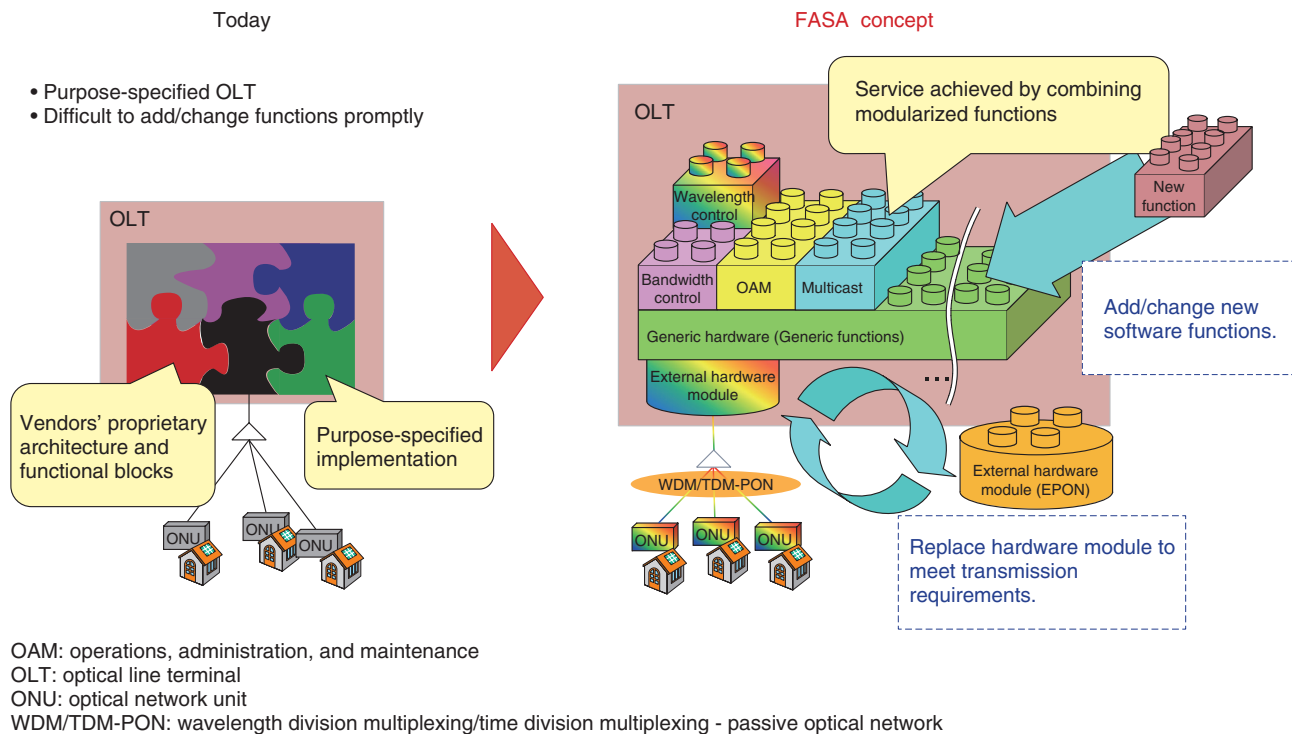 Today
• Purpose-specified OLT
• Difficult to add/change functions promptly
OLT
Vendors' proprietary
architecture and
functional blocks
Purpose-specified
implementation
ONU
ONU
ONU
FASA concept
OLT
Service achieved by combining
modularized functions
New
function
Wavelength
control
Bandwidth
control
OAM
Multicast
Generic hardware (Generic functions)
Add/change new
software functions.
External hardware
module
...
WDM/TDM-PON
External hardware
module (EPON)
ONU
ONU
ONU
Replace hardware module to
meet transmission
requirements.
OAM: operations, administration, and maintenance
OLT: optical line terminal
ONU: optical network unit
WDM/TDM-PON: wavelength division multiplexing/time division multiplexing - passive optical network